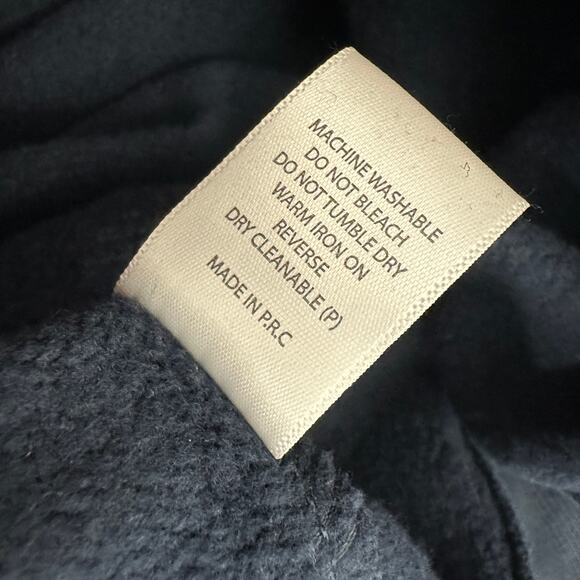 MACHINE WASHABLE
DO NOT BLEACH
DO NOT TUMBLE DRY
WARM IRON ON
REVERSE
DRY CLEANABLE (P)
MADE IN P.R.C